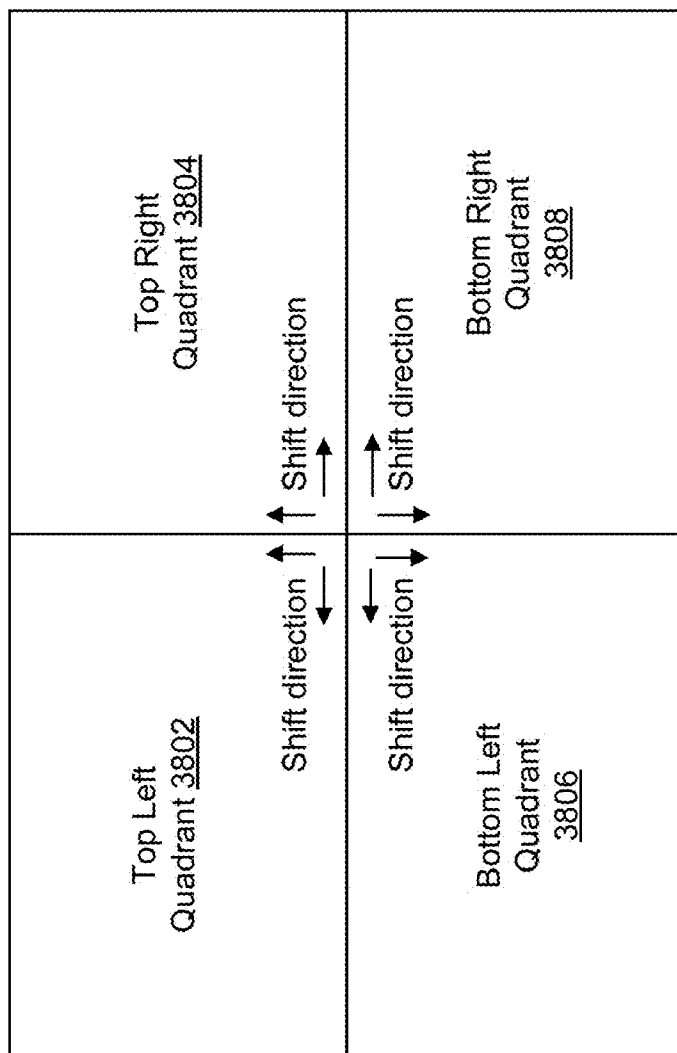 Top Left
Quadrant 3802
Shift direction
Top Right
Quadrant 3804
Shift direction
Shift direction
Bottom Left
Quadrant
3806
Shift direction
Bottom Right
Quadrant
3808